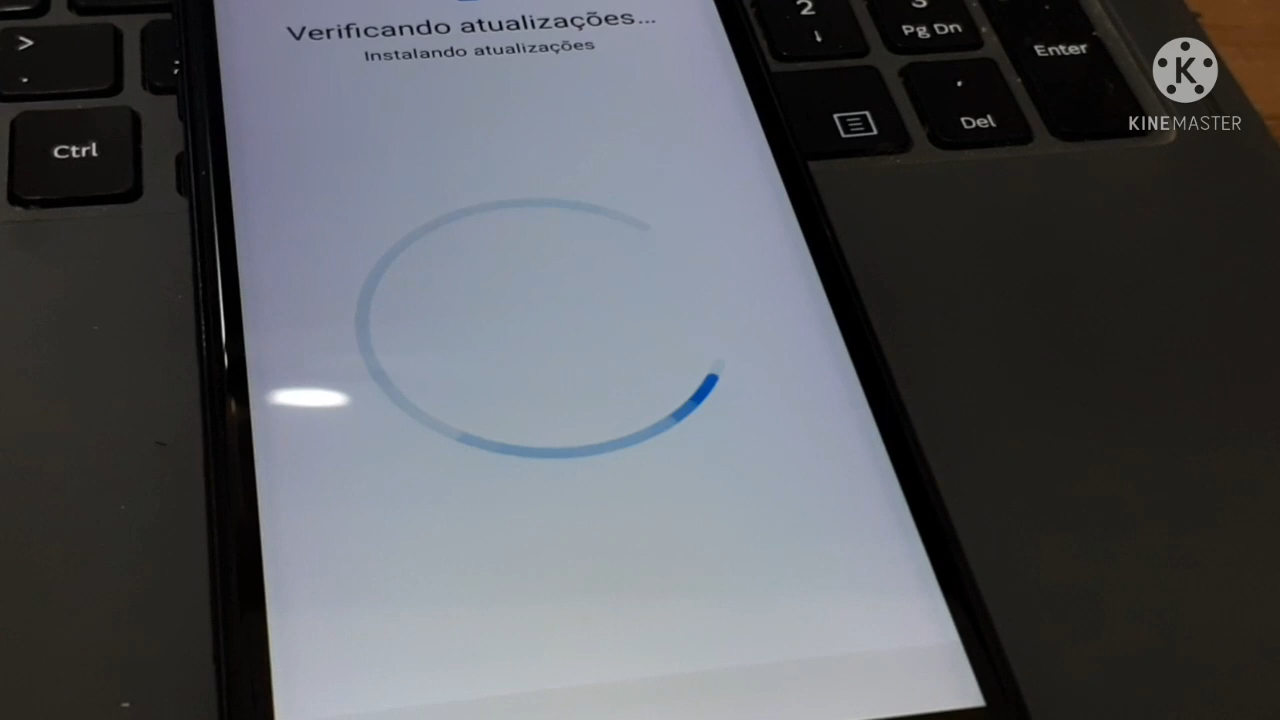 Verificando atualizações...
Instalando atualizações
>
.
;
Ctrl
2
↓
3
Pg Dn
Enter
,
Del
K
KINEMASTER